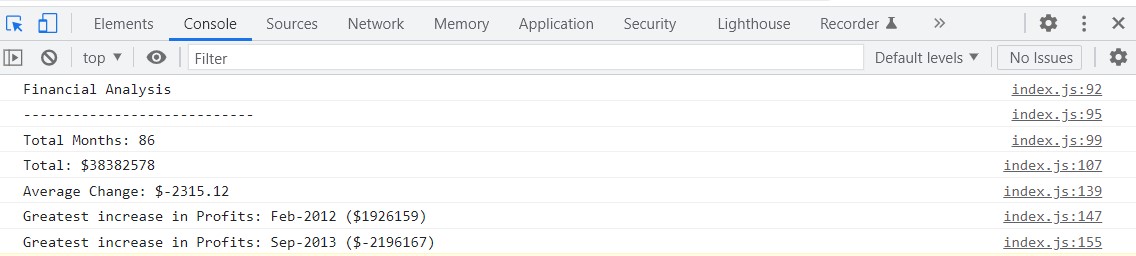 Elements Console Sources Network Memory Application Security Lighthouse Recorder
top Filter Default levels No Issues
Financial Analysis index.js:92
---------------------------- index.js:95
Total Months: 86 index.js:99
Total: $38382578 index.js:107
Average Change: $-2315.12 index.js:139
Greatest increase in Profits: Feb-2012 ($1926159) index.js:147
Greatest increase in Profits: Sep-2013 ($-2196167) index.js:155